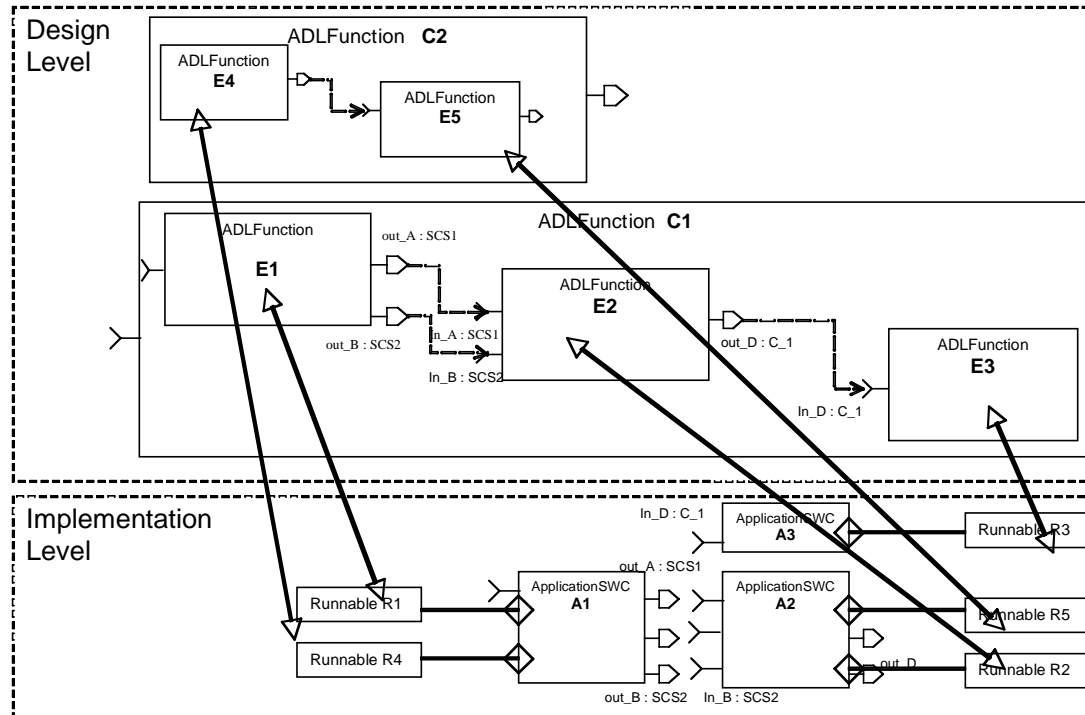 Design
Level
ADLFunction C2
ADLFunction
E4
ADLFunction
E5
ADLFunction C1
ADLFunction
E1
out_A : SCS1
out_B : SCS2
In_A : SCS1
In_B : SCS2
ADLFunction
E2
out_D : C_1
In_D : C_1
ADLFunction
E3
Implementation
Level
In_D : C_1
ApplicationSWC
A3
Runnable R3
out_A : SCS1
Runnable R1
Runnable R4
ApplicationSWC
A1
out_B : SCS2
ApplicationSWC
A2
In_B : SCS2
out_D
Runnable R5
Runnable R2